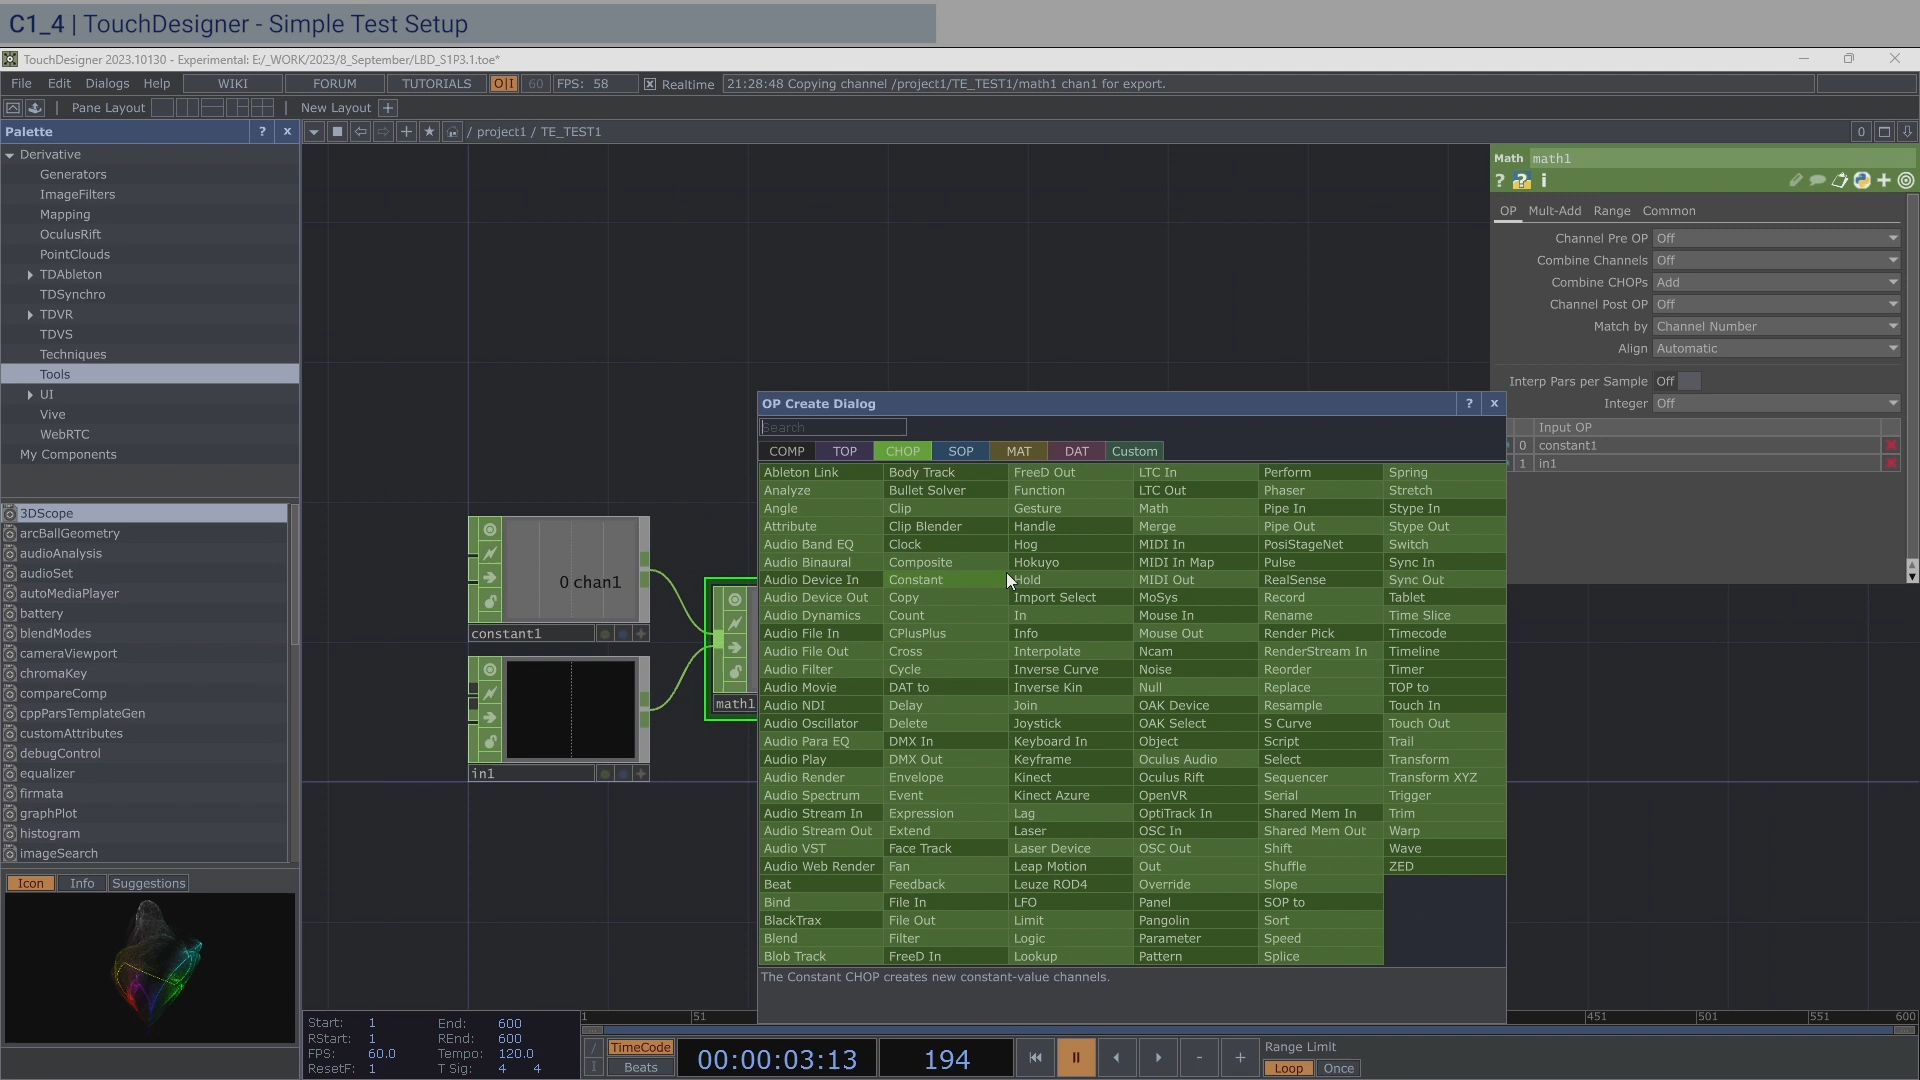 C1_4 | TouchDesigner - Simple Test Setup
TouchDesigner 2023.10130 - Experimental: E:/_WORK/2023/8_September/LBD_S1P3.1.toe*
File Edit Dialogs Help WIKI FORUM TUTORIALS O|I 60 FPS: 58 Realtime 21:28:48 Copying channel /project1/TE_TEST1/math1 chan1 for export.
Pane Layout New Layout +
Palette ? x / project1 / TE_TEST1 0
Derivative
Generators
ImageFilters
Mapping
OculusRift
PointClouds
TDAbleton
TDSynchro
TDVR
TDVS
Techniques
Tools
UI
Vive
WebRTC
My Components
3DScope
arcBallGeometry
audioAnalysis
audioSet
autoMediaPlayer
battery
blendModes
cameraViewport
chromaKey
compareComp
cppParsTemplateGen
customAttributes
debugControl
equalizer
firmata
graphPlot
histogram
imageSearch
Icon Info Suggestions
0 chan1
constant1
in1
math1
OP Create Dialog ? x
Search
COMP TOP CHOP SOP MAT DAT Custom
Ableton Link Body Track FreeD Out LTC In Perform Spring
Analyze Bullet Solver Function LTC Out Phaser Stretch
Angle Clip Gesture Math Pipe In Stype In
Attribute Clip Blender Handle Merge Pipe Out Stype Out
Audio Band EQ Clock Hog MIDI In PosiStageNet Switch
Audio Binaural Composite Hokuyo MIDI In Map Pulse Sync In
Audio Device In Constant Hold MIDI Out RealSense Sync Out
Audio Device Out Copy Import Select MoSys Record Tablet
Audio Dynamics Count In Mouse In Rename Time Slice
Audio File In CPlusPlus Info Mouse Out Render Pick Timecode
Audio File Out Cross Interpolate Ncam RenderStream In Timeline
Audio Filter Cycle Inverse Curve Noise Reorder Timer
Audio Movie DAT to Inverse Kin Null Replace TOP to
Audio NDI Delay Join OAK Device Resample Touch In
Audio Oscillator Delete Joystick OAK Select S Curve Touch Out
Audio Para EQ DMX In Keyboard In Object Script Trail
Audio Play DMX Out Keyframe Oculus Audio Select Transform
Audio Render Envelope Kinect Oculus Rift Sequencer Transform XYZ
Audio Spectrum Event Kinect Azure OpenVR Serial Trigger
Audio Stream In Expression Lag OptiTrack In Shared Mem In Trim
Audio Stream Out Extend Laser OSC In Shared Mem Out Warp
Audio VST Face Track Laser Device OSC Out Shift Wave
Audio Web Render Fan Leap Motion Out Shuffle ZED
Beat Feedback Leuze ROD4 Override Slope
Bind File In LFO Panel SOP to
BlackTrax File Out Limit Pangolin Sort
Blend Filter Logic Parameter Speed
Blob Track FreeD In Lookup Pattern Splice
The Constant CHOP creates new constant-value channels.
Math math1
? ? i
OP Mult-Add Range Common
Channel Pre OP Off
Combine Channels Off
Combine CHOPs Add
Channel Post OP Off
Match by Channel Number
Align Automatic
Interp Pars per Sample Off
Integer Off
Input OP
0 constant1
1 in1
Start: 1 End: 600
RStart: 1 REnd: 600
FPS: 60.0 Tempo: 120.0
ResetF: 1 T Sig: 4 4
1 51 451 501 551 600
TimeCode
Beats
00:00:03:13 194
- +
Range Limit
Loop Once